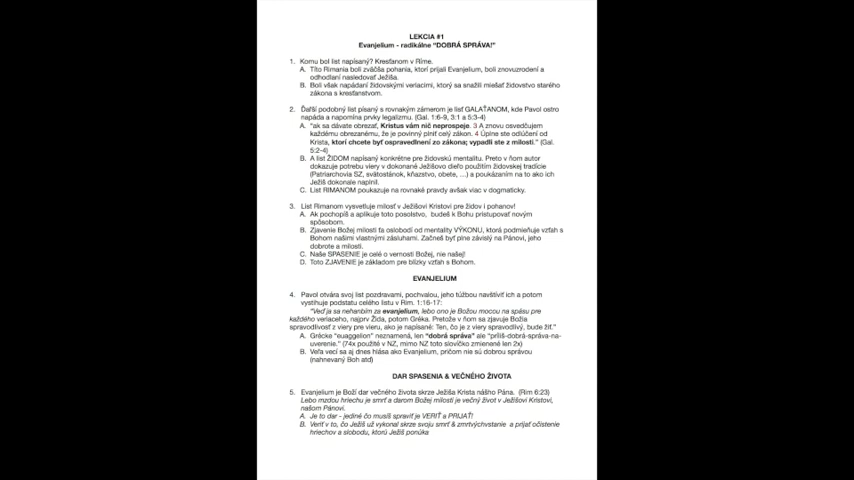 LEKCIA #1
Evanjelium - radikálne "DOBRÁ SPRÁVA!"
1. Komu bol list napísaný? Kresťanom v Ríme.
A. Títo Rimania boli zväčša pohania, ktorí prijali Evanjelium, boli znovuzrodení a
odhodlaní nasledovať Ježiša.
B. Boli však napádaní židovskými veriacimi, ktorý sa snažili miešať židovstvo starého
zákona s kresťanstvom.
2. Ďaľší podobný list písaný s rovnakým zámerom je lisť GALAŤANOM, kde Pavol ostro
napáda a napomína prvky legalizmu. (Gal. 1:6-9, 3:1 a 5:3-4)
A. "ak sa dávate obrezať, Kristus vám nič neprospeje. 3 A znovu osvedčujem
každému obrezanému, že je povinný plniť celý zákon. 4 Úplne ste odlúčení od
Krista, ktorí chcete byť ospravedlnení zo zákona; vypadli ste z milosti." (Gal.
5:2-4)
B. A list ŽIDOM napísaný konkrétne pre židovskú mentalitu. Preto v ňom autor
dokazuje potrebu viery v dokonané Ježišovo dieľo použitím židovskej tradície
(Patriarchovia SZ, svätostánok, kňazstvo, obete, ...) a poukázaním na to ako ich
Ježiš dokonale naplnil.
C. List RIMANOM poukazuje na rovnaké pravdy avšak viac v dogmaticky.
3. List Rimanom vysvetľuje milosť v Ježišovi Kristovi pre židov i pohanov!
A. Ak pochopíš a aplikuje toto posolstvo, budeš k Bohu pristupovať novým
spôsobom.
B. Zjavenie Božej milosti ťa oslobodí od mentality VÝKONU, ktorá podmieňuje vzťah s
Bohom našimi vlastnými zásluhami. Začneš byť plne závislý na Pánovi, jeho
dobrote a milosti.
C. Naše SPASENIE je celé o vernosti Božej, nie našej!
D. Toto ZJAVENIE je základom pre blízky vzťah s Bohom.
EVANJELIUM
4. Pavol otvára svoj list pozdravami, pochvalou, jeho túžbou navštíviť ich a potom
vystihuje podstatu celého listu v Rim. 1:16-17:
"Veď ja sa nehanbím za evanjelium, lebo ono je Božou mocou na spásu pre
každého veriaceho, najprv Žida, potom Gréka. Pretože v ňom sa zjavuje Božia
spravodlivosť z viery pre vieru, ako je napísané: Ten, čo je z viery spravodlivý, bude žiť."
A. Grécke "euaggelion" neznamená, len "dobrá správa" ale "príliš-dobrá-správa-na-
uverenie." (74x použité v NZ, mimo NZ toto slovíčko zmienené len 2x)
B. Veľa vecí sa aj dnes hlása ako Evanjelium, pričom nie sú dobrou správou
(nahnevaný Boh atď)
DAR SPASENIA & VEČNÉHO ŽIVOTA
5. Evanjelium je Boží dar večného života skrze Ježiša Krista nášho Pána. (Rim 6:23)
Lebo mzdou hriechu je smrť a darom Božej milosti je večný život v Ježišovi Kristovi,
našom Pánovi.
A. Je to dar - jediné čo musíš spraviť je VERIŤ a PRIJAŤ!
B. Veriť v to, čo Ježiš už vykonal skrze svoju smrť & zmŕtvýchvstanie a prijať očistenie
hriechov a slobodu, ktorú Ježiš ponúka